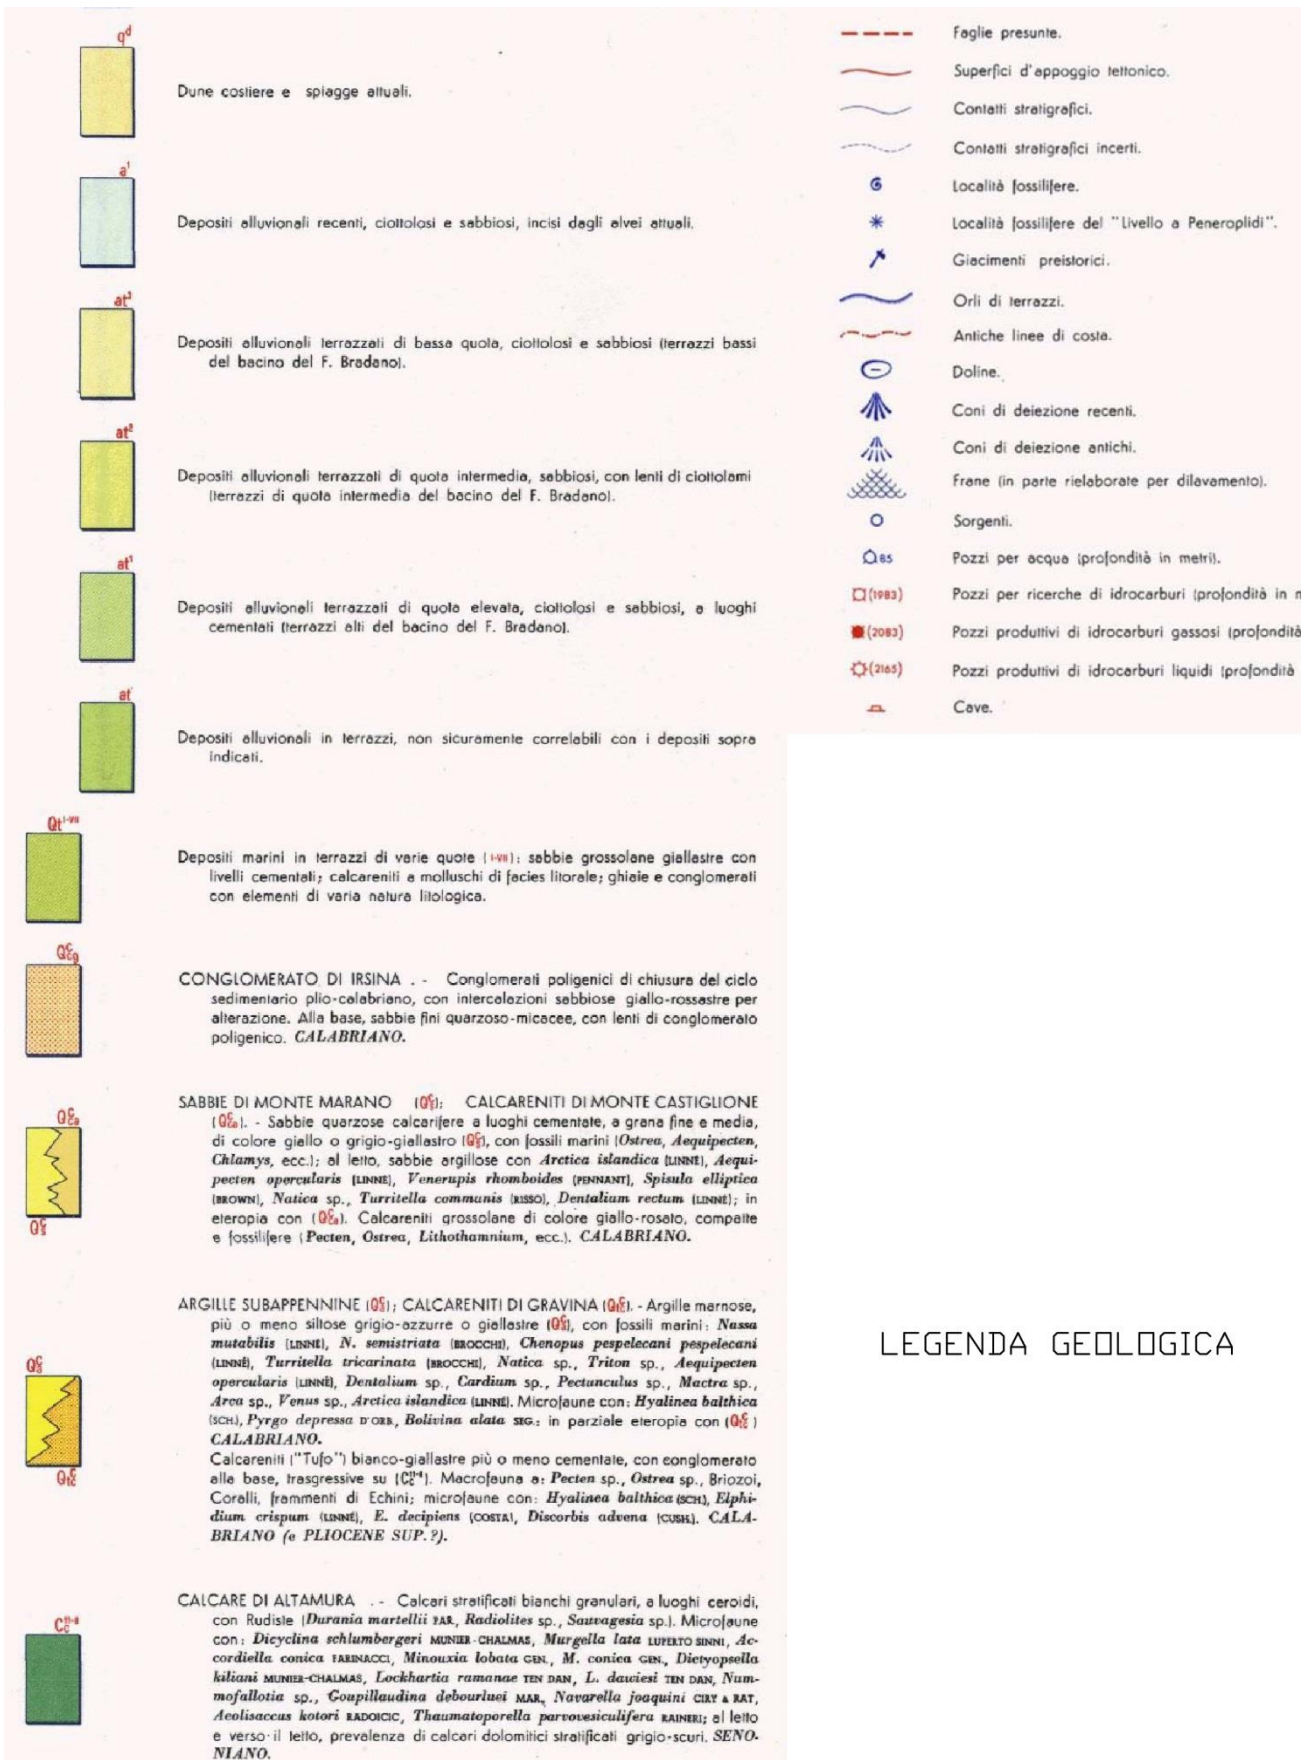 qᵈ
Dune costiere e spiagge attuali.
a¹
Depositi alluvionali recenti, ciottolosi e sabbiosi, incisi dagli alvei attuali.
at³
Depositi alluvionali terrazzati di bassa quota, ciottolosi e sabbiosi (terrazzi bassi
del bacino del F. Bradano).
at²
Depositi alluvionali terrazzati di quota intermedia, sabbiosi, con lenti di ciottolami
(terrazzi di quota intermedia del bacino del F. Bradano).
at¹
Depositi alluvionali terrazzati di quota elevata, ciottolosi e sabbiosi, a luoghi
cementati (terrazzi alti del bacino del F. Bradano).
at
Depositi alluvionali in terrazzi, non sicuramente correlabili con i depositi sopra
indicati.
Qt I-VII
Depositi marini in terrazzi di varie quote (I-VII): sabbie grossolane giallastre con
livelli cementati; calcareniti a molluschi di facies litorale; ghiaie e conglomerati
con elementi di varia natura litologica.
CONGLOMERATO DI IRSINA . - Conglomerati poligenici di chiusura del ciclo
sedimentario plio-calabriano, con intercalazioni sabbiose giallo-rossastre per
alterazione. Alla base, sabbie fini quarzoso-micacee, con lenti di conglomerato
poligenico. CALABRIANO.
SABBIE DI MONTE MARANO; CALCARENITI DI MONTE CASTIGLIONE
- Sabbie quarzose calcarifere a luoghi cementate, a grana fine e media,
di colore giallo o grigio-giallastro, con fossili marini (Ostrea, Aequipecten,
Chlamys, ecc.); al letto, sabbie argillose con Arctica islandica (LINNÉ), Aequi-
pecten opercularis (LINNÉ), Venerupis rhomboides (PENNANT), Spisula elliptica
(BROWN), Natica sp., Turritella communis (RISSO), Dentalium rectum (LINNÉ); in
eteropia con. Calcareniti grossolane di colore giallo-rosato, compatte
e fossilifere (Pecten, Ostrea, Lithothamnium, ecc.). CALABRIANO.
ARGILLE SUBAPPENNINE; CALCARENITI DI GRAVINA. - Argille marnose,
più o meno siltose grigio-azzurre o giallastre, con fossili marini: Nassa
mutabilis (LINNÉ), N. semistriata (BROCCHI), Chenopus pespelecani pespelecani
(LINNÉ), Turritella tricarinata (BROCCHI), Natica sp., Triton sp., Aequipecten
opercularis (LINNÉ), Dentalium sp., Cardium sp., Pectunculus sp., Mactra sp.,
Arca sp., Venus sp., Arctica islandica (LINNÉ). Microfaune con: Hyalinea balthica
(SCH.), Pyrgo depressa D'ORB., Bolivina alata SEG.: in parziale eteropia con
CALABRIANO.
Calcareniti ("Tufo") bianco-giallastre più o meno cementate, con conglomerato
alla base, trasgressive su. Macrofauna a: Pecten sp., Ostrea sp., Briozoi,
Coralli, frammenti di Echini; microfaune con: Hyalinea balthica (SCH.), Elphi-
dium crispum (LINNÉ), E. decipiens (COSTA), Discorbis advena (CUSH.). CALA-
BRIANO (e PLIOCENE SUP.?).
CALCARE DI ALTAMURA . - Calcari stratificati bianchi granulari, a luoghi ceroidi,
con Rudiste (Durania martellii PAR., Radiolites sp., Sauvagesia sp.). Microfaune
con: Dicyclina schlumbergeri MUNIER-CHALMAS, Murgella lata LUPERTO SINNI, Ac-
cordiella conica FARINACCI, Minouxia lobata GEN., M. conica GEN., Dictyopsella
kiliani MUNIER-CHALMAS, Lockhartia ramanae TEN DAN, L. dawiesi TEN DAN, Num-
mofallotia sp., Goupillaudina debourluei MAR., Navarella joaquini CIRY & RAT,
Aeolisaccus kotori RADOICIC, Thaumatoporella parvovesiculifera RAINERI; al letto
e verso il letto, prevalenza di calcari dolomitici stratificati grigio-scuri. SENO-
NIANO.
Faglie presunte.
Superfici d'appoggio tettonico.
Contatti stratigrafici.
Contatti stratigrafici incerti.
Località fossilifere.
Località fossilifere del "Livello a Peneroplidi".
Giacimenti preistorici.
Orli di terrazzi.
Antiche linee di costa.
Doline.
Coni di deiezione recenti.
Coni di deiezione antichi.
Frane (in parte rielaborate per dilavamento).
Sorgenti.
85 Pozzi per acqua (profondità in metri).
(1983) Pozzi per ricerche di idrocarburi (profondità in m
(2083) Pozzi produttivi di idrocarburi gassosi (profondità
(2165) Pozzi produttivi di idrocarburi liquidi (profondità
Cave.
LEGENDA GEOLOGICA